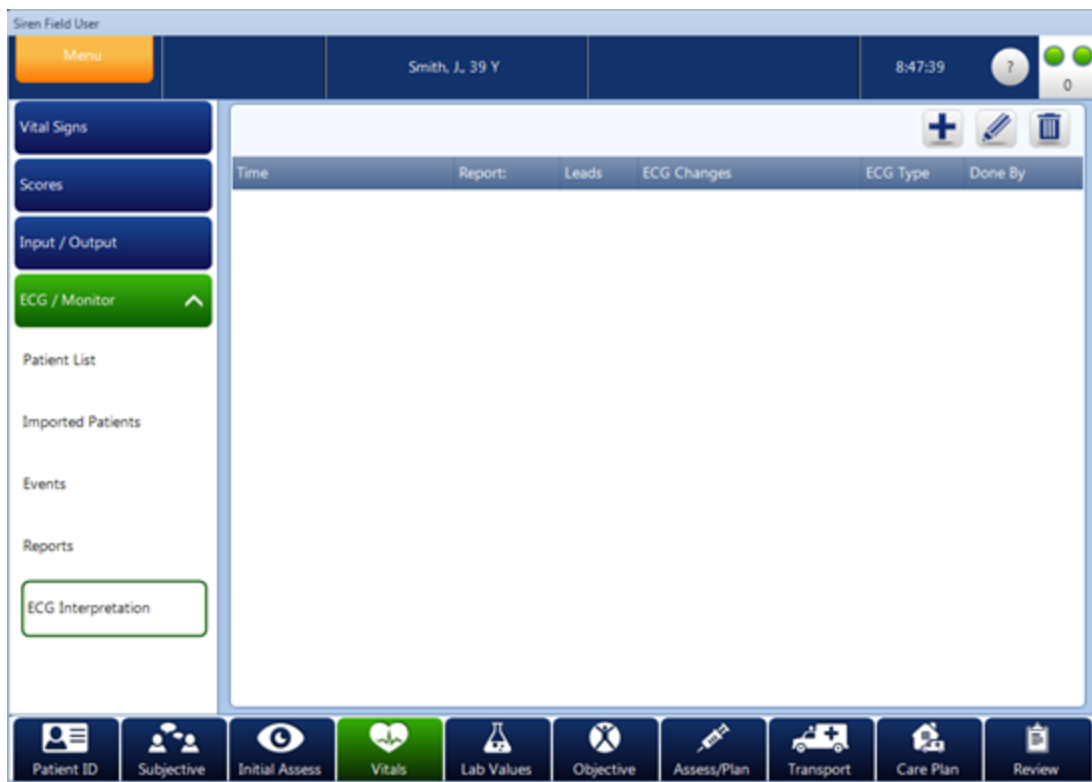 Siren Field User
Menu
Smith, J., 39 Y
8:47:39
?
0
Vital Signs
Scores
Input / Output
ECG / Monitor
Patient List
Imported Patients
Events
Reports
ECG Interpretation
Time Report: Leads ECG Changes ECG Type Done By
Patient ID Subjective Initial Assess Vitals Lab Values Objective Assess/Plan Transport Care Plan Review